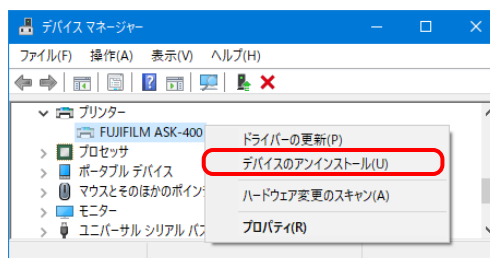 デバイス マネージャー
ファイル(F) 操作(A) 表示(V) ヘルプ(H)
プリンター
FUJIFILM ASK-400
プロセッサ
ポータブル デバイス
マウスとそのほかのポイン
モニター
ユニバーサル シリアル バス
ドライバーの更新(P)
デバイスのアンインストール(U)
ハードウェア変更のスキャン(A)
プロパティ(R)